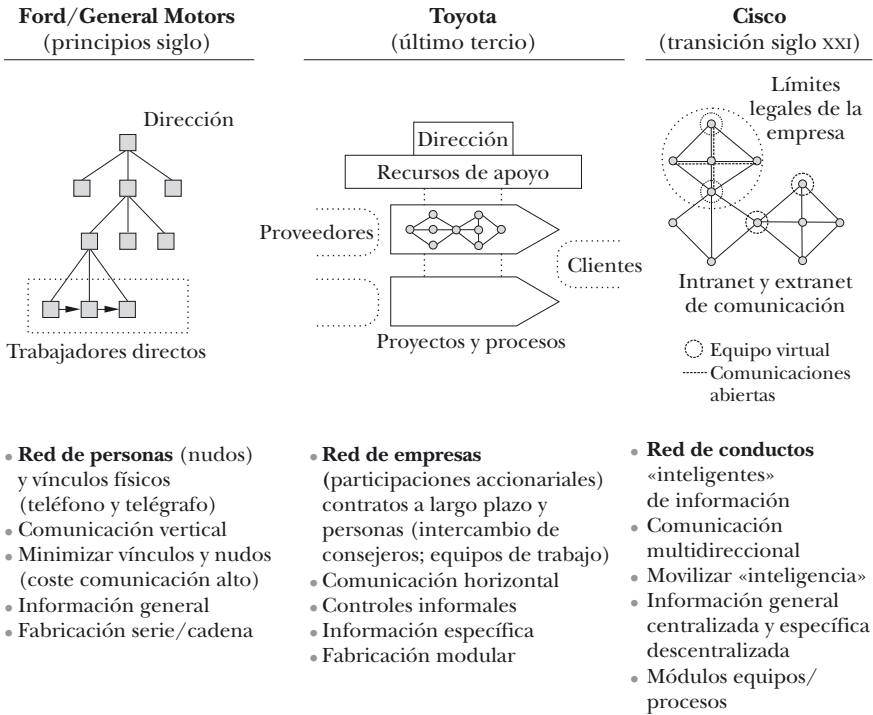 Ford/General Motors
(principios siglo)
Dirección
Trabajadores directos
• Red de personas (nudos)
y vínculos físicos
(teléfono y telégrafo)
• Comunicación vertical
• Minimizar vínculos y nudos
(coste comunicación alto)
• Información general
• Fabricación serie/cadena
Toyota
(último tercio)
Dirección
Recursos de apoyo
Proveedores
Clientes
Proyectos y procesos
• Red de empresas
(participaciones accionariales)
contratos a largo plazo y
personas (intercambio de
consejeros; equipos de trabajo)
• Comunicación horizontal
• Controles informales
• Información específica
• Fabricación modular
Cisco
(transición siglo XXI)
Límites
legales de la
empresa
Intranet y extranet
de comunicación
Equipo virtual
Comunicaciones
abiertas
• Red de conductos
«inteligentes»
de información
• Comunicación
multidireccional
• Movilizar «inteligencia»
• Información general
centralizada y específica
descentralizada
• Módulos equipos/
procesos